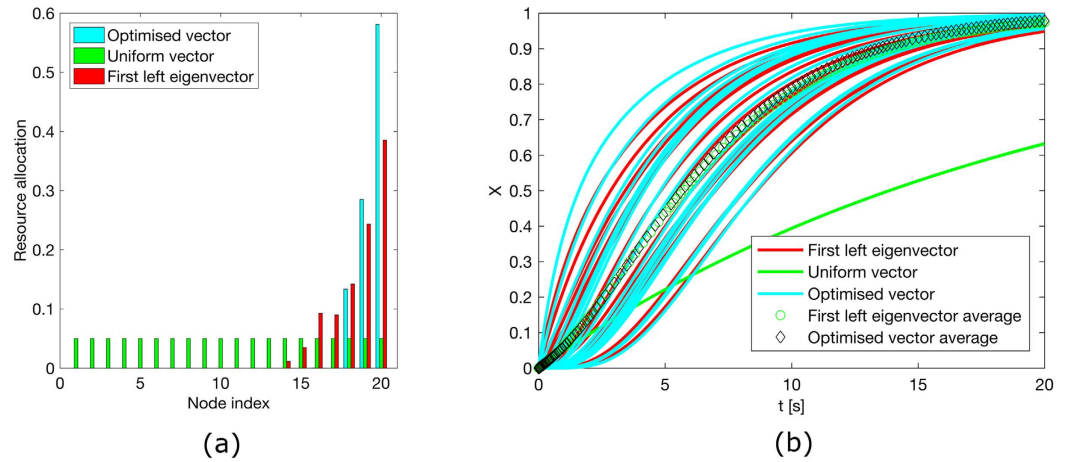 0.6
0.5
0.4
0.3
0.2
0.1
0
Resource allocation
Optimised vector
Uniform vector
First left eigenvector
0 5 10 15 20
Node index
(a)
1
0.9
0.8
0.7
0.6
0.5
0.4
0.3
0.2
0.1
0
X
First left eigenvector
Uniform vector
Optimised vector
First left eigenvector average
Optimised vector average
0 5 10 15 20
t [s]
(b)